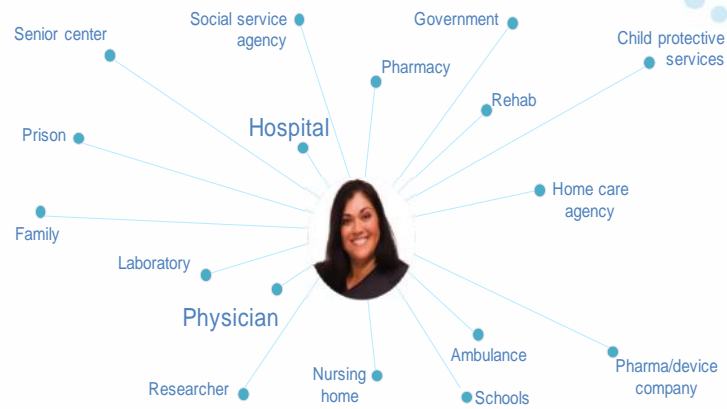 Senior center
Social service
agency
Government
Child protective
services
Pharmacy
Rehab
Hospital
Prison
Home care
agency
Family
Laboratory
Physician
Ambulance
Pharma/device
company
Nursing
home
Researcher
Schools